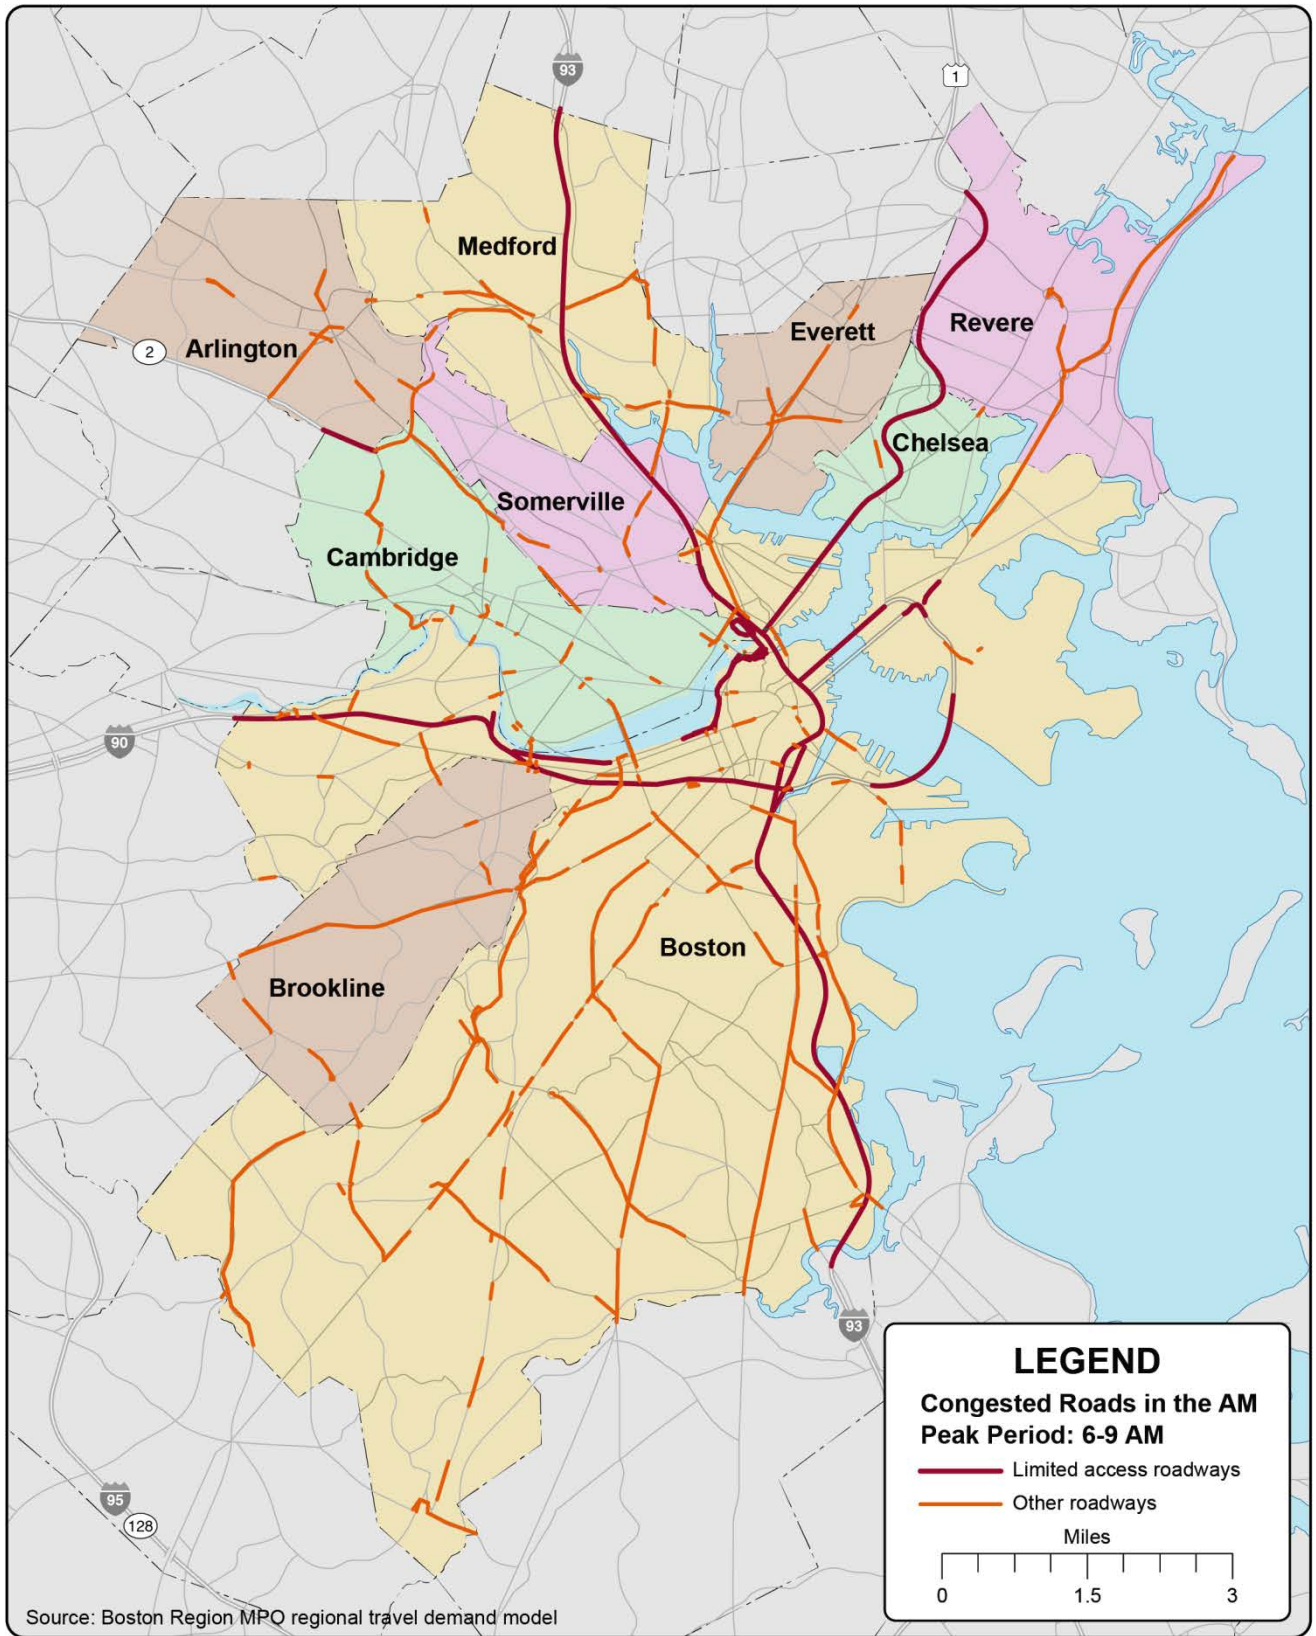 93
1
Medford
Everett
Revere
2
Arlington
Chelsea
Somerville
Cambridge
90
Boston
Brookline
93
LEGEND
Congested Roads in the AM
Peak Period: 6-9 AM
Limited access roadways
Other roadways
Miles
0 1.5 3
95
128
Source: Boston Region MPO regional travel demand model